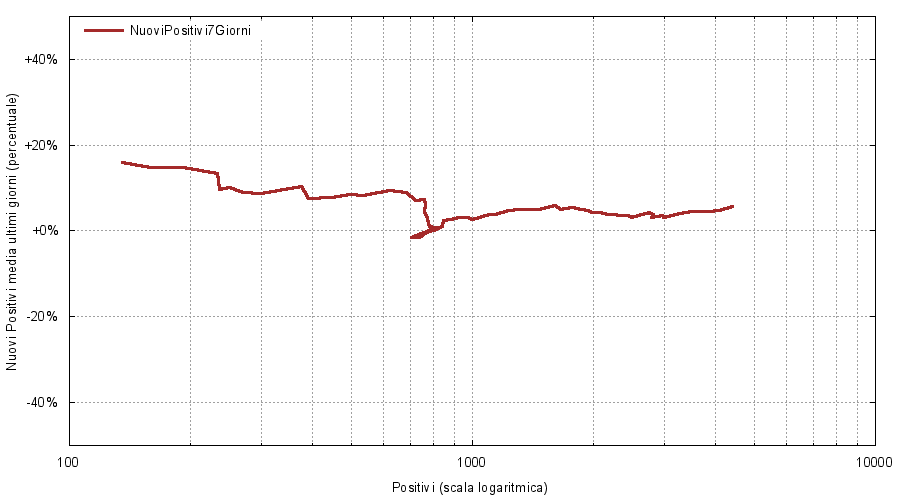 NuoviPositivi7Giorni
+40%
+20%
+0%
-20%
-40%
Nuovi Positivi media ultimi giorni (percentuale)
100
1000
10000
Positivi (scala logaritmica)